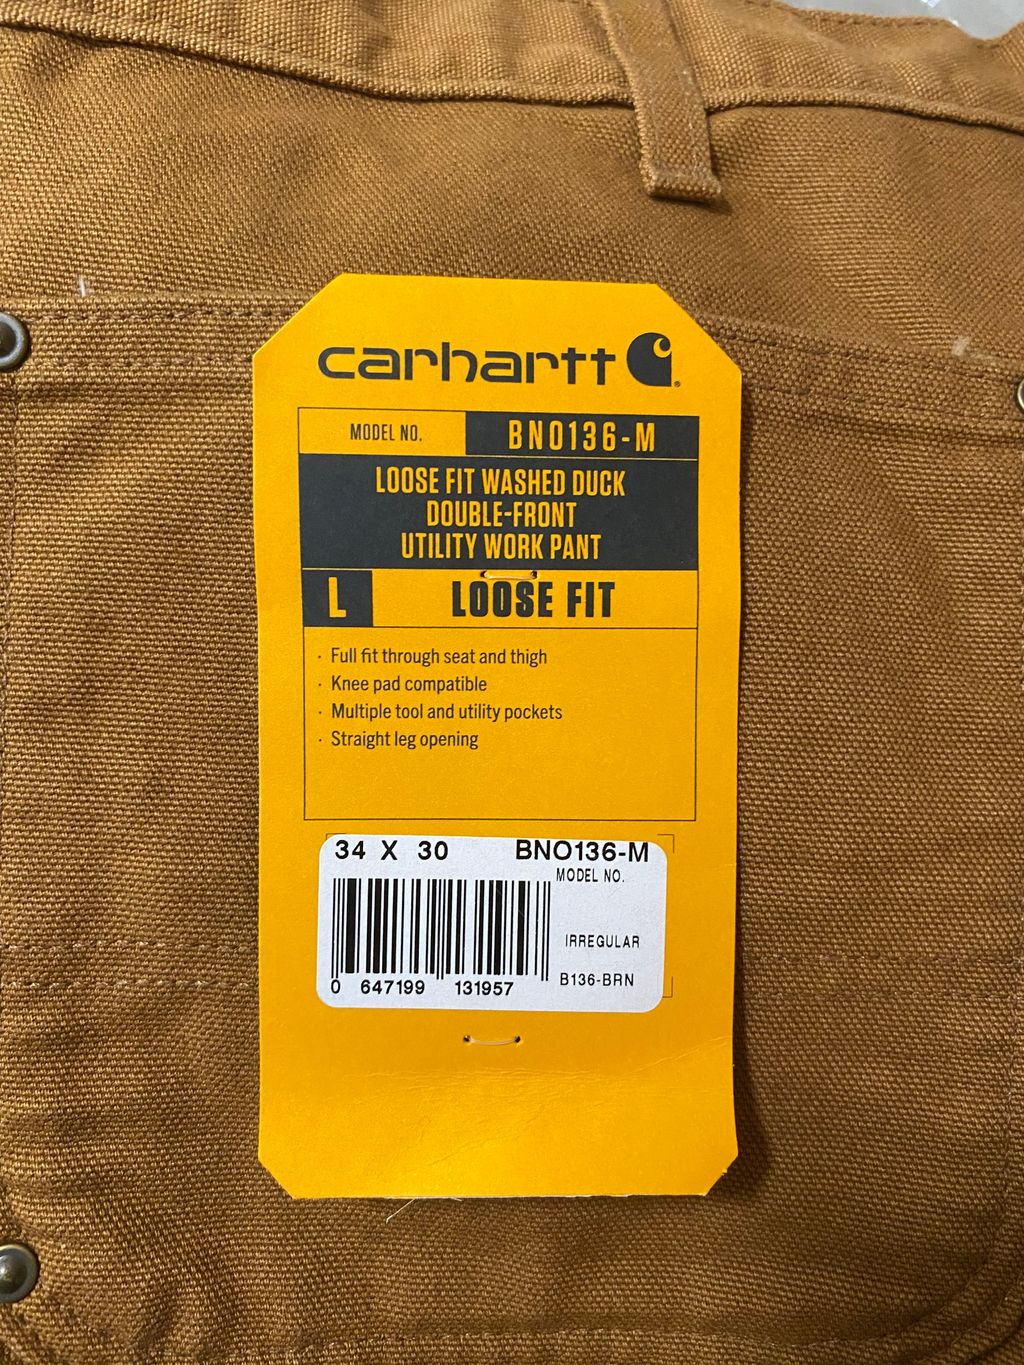 carhartt
MODEL NO. BN0136-M
LOOSE FIT WASHED DUCK
DOUBLE-FRONT
UTILITY WORK PANT
L LOOSE FIT
· Full fit through seat and thigh
· Knee pad compatible
· Multiple tool and utility pockets
· Straight leg opening
34 X 30 BNO136-M
MODEL NO.
IRREGULAR
B136-BRN
0 647199 131957